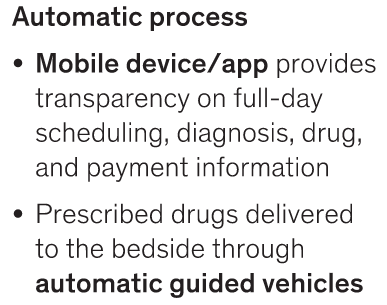 Automatic process
• Mobile device/app provides
transparency on full-day
scheduling, diagnosis, drug,
and payment information
• Prescribed drugs delivered
to the bedside through
automatic guided vehicles